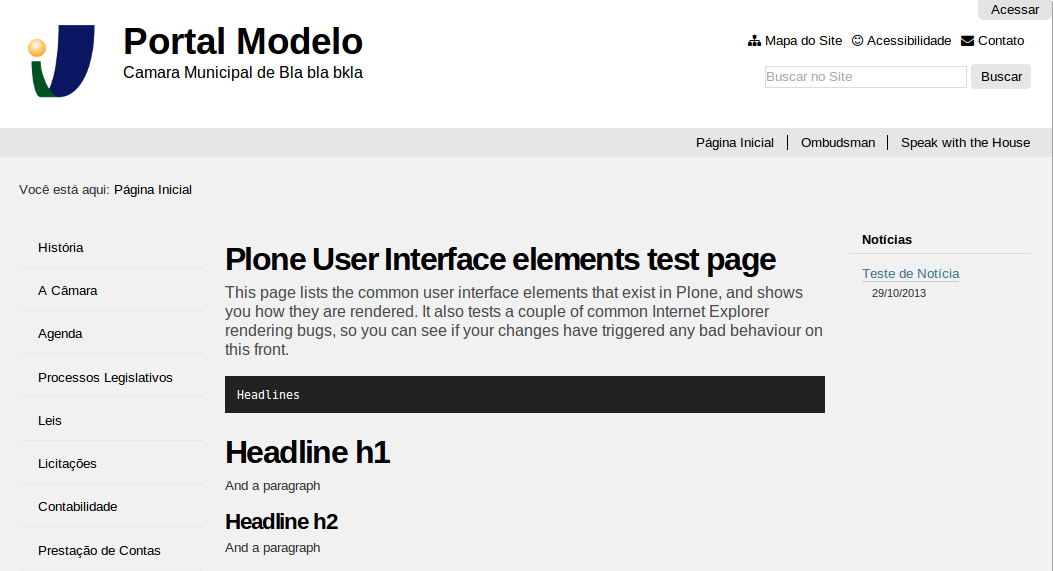 Acessar
Portal Modelo
Camara Municipal de Bla bla bkla
Mapa do Site Acessibilidade Contato
Buscar no Site Buscar
Página Inicial Ombudsman Speak with the House
Você está aqui: Página Inicial
História
A Câmara
Agenda
Processos Legislativos
Leis
Licitações
Contabilidade
Prestação de Contas
Plone User Interface elements test page
This page lists the common user interface elements that exist in Plone, and shows
you how they are rendered. It also tests a couple of common Internet Explorer
rendering bugs, so you can see if your changes have triggered any bad behaviour on
this front.
Headlines
Headline h1
And a paragraph
Headline h2
And a paragraph
Notícias
Teste de Notícia
29/10/2013